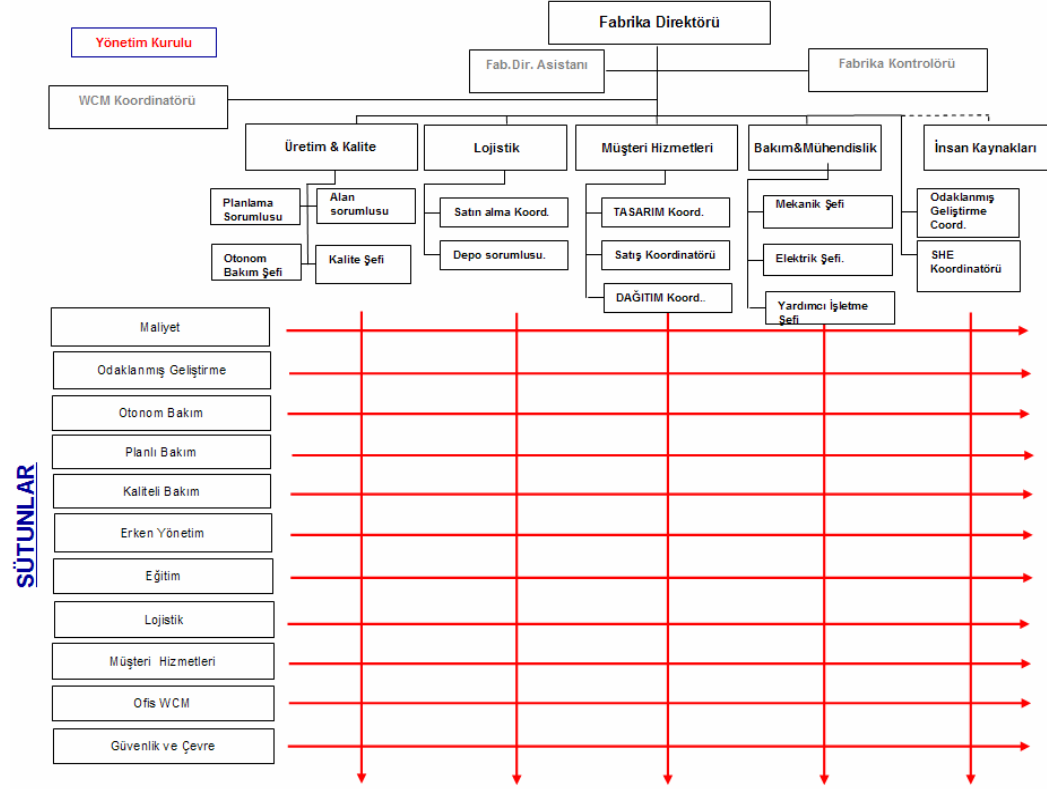 Fabrika Direktörü
Yönetim Kurulu
Fab.Dir. Asistanı
Fabrika Kontrolörü
WCM Koordinatörü
Üretim & Kalite
Lojistik
Müşteri Hizmetleri
Bakım&Mühendislik
İnsan Kaynakları
Planlama
Sorumlusu
Alan
sorumlusu
Otonom
Bakım Şefi
Kalite Şefi
Satın alma Koord.
Depo sorumlusu.
TASARIM Koord.
Satış Koordinatörü
DAĞITIM Koord..
Mekanik Şefi
Elektrik Şefi.
Yardımcı İşletme
Şefi
Odaklanmış
Geliştirme
Coord.
SHE
Koordinatörü
SÜTUNLAR
Maliyet
Odaklanmış Geliştirme
Otonom Bakım
Planlı Bakım
Kaliteli Bakım
Erken Yönetim
Eğitim
Lojistik
Müşteri Hizmetleri
Ofis WCM
Güvenlik ve Çevre